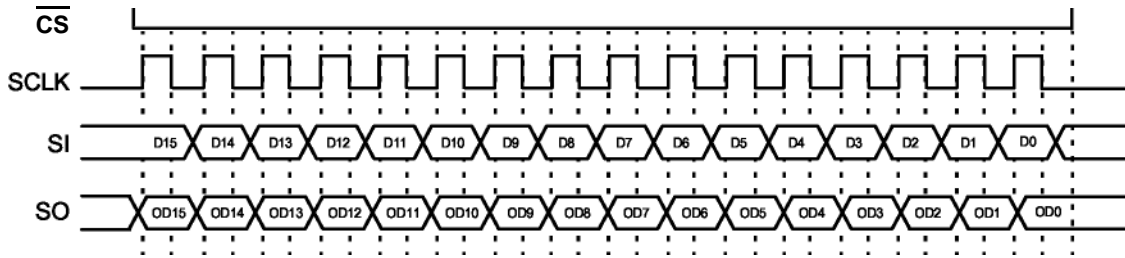 CS
SCLK
SI D15 D14 D13 D12 D11 D10 D9 D8 D7 D6 D5 D4 D3 D2 D1 D0
SO OD15 OD14 OD13 OD12 OD11 OD10 OD9 OD8 OD7 OD6 OD5 OD4 OD3 OD2 OD1 OD0